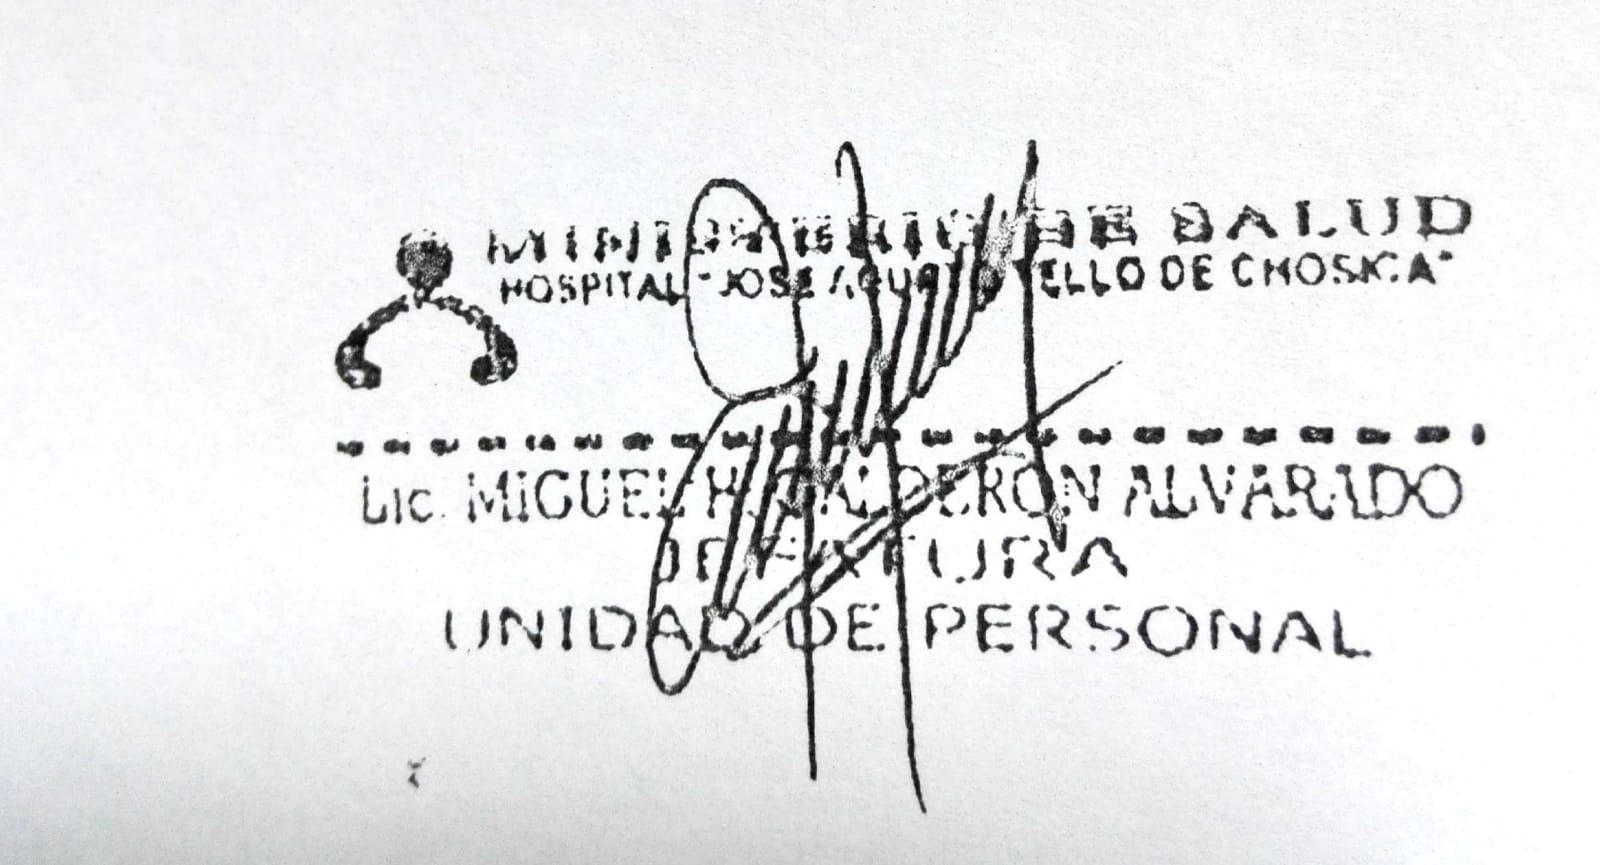 MINISTERIO DE SALUD
HOSPITAL "JOSE AGURTO TELLO DE CHOSICA"
LIC. MIGUEL H. CALDERON ALVARADO
JEFATURA
UNIDAD DE PERSONAL